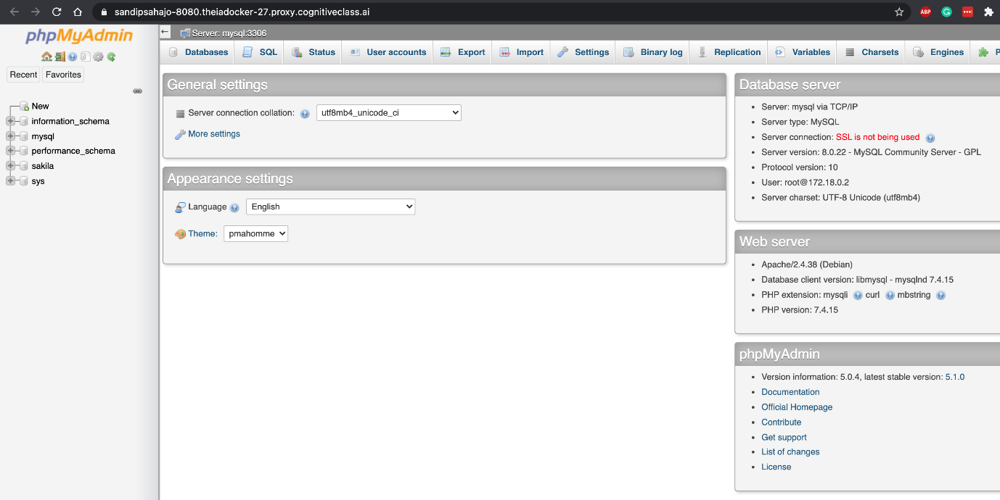 sandipsahajo-8080.theiadocker-27.proxy.cognitiveclass.ai
ABP
phpMyAdmin
Recent Favorites
New
information_schema
mysql
performance_schema
sakila
sys
Server: mysql:3306
Databases SQL Status User accounts Export Import Settings Binary log Replication Variables Charsets Engines P
General settings
Server connection collation: utf8mb4_unicode_ci
More settings
Appearance settings
Language English
Theme: pmahomme
Database server
Server: mysql via TCP/IP
Server type: MySQL
Server connection: SSL is not being used
Server version: 8.0.22 - MySQL Community Server - GPL
Protocol version: 10
User: root@172.18.0.2
Server charset: UTF-8 Unicode (utf8mb4)
Web server
Apache/2.4.38 (Debian)
Database client version: libmysql - mysqlnd 7.4.15
PHP extension: mysqli curl mbstring
PHP version: 7.4.15
phpMyAdmin
Version information: 5.0.4, latest stable version: 5.1.0
Documentation
Official Homepage
Contribute
Get support
List of changes
License